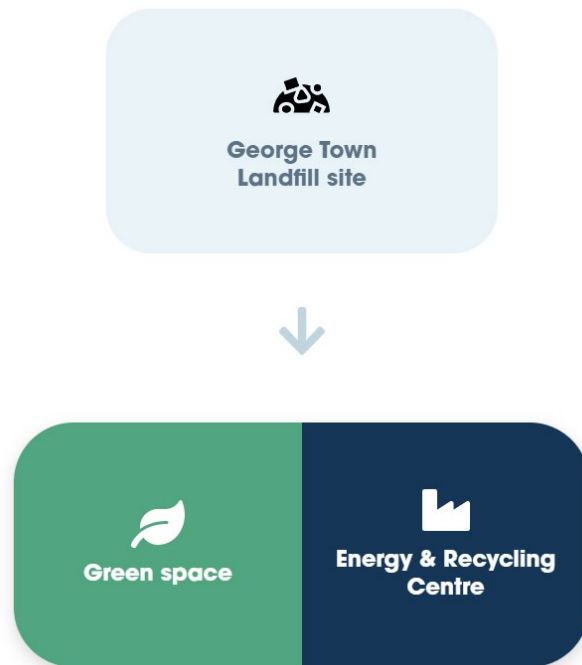 George Town
Landfill site
Green space
Energy & Recycling
Centre